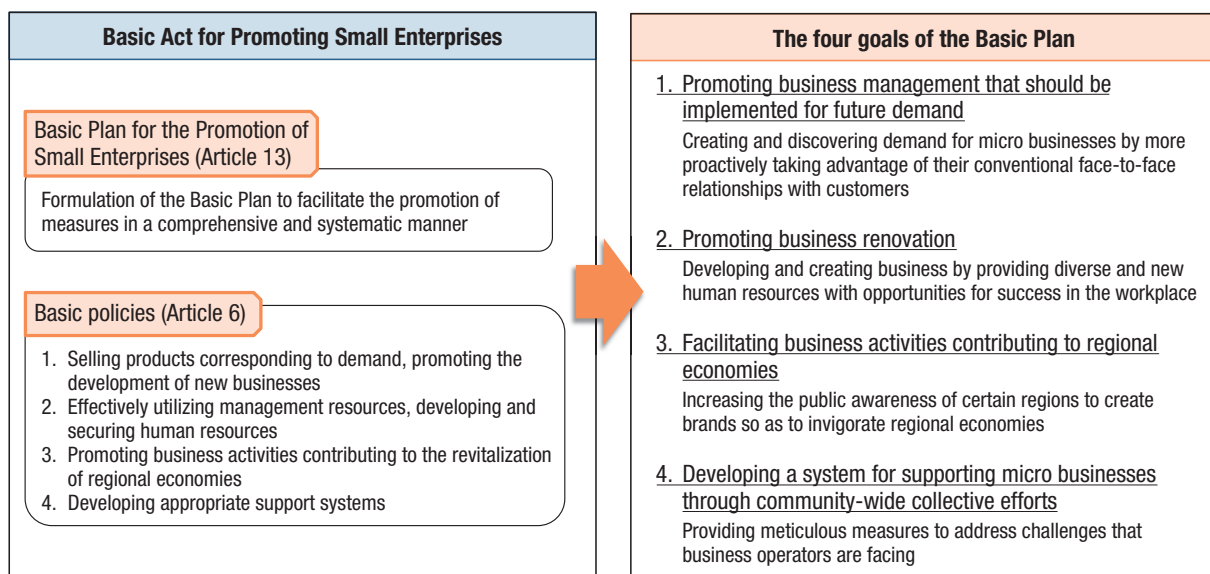 Basic Act for Promoting Small Enterprises
Basic Plan for the Promotion of
Small Enterprises (Article 13)
Formulation of the Basic Plan to facilitate the promotion of
measures in a comprehensive and systematic manner
Basic policies (Article 6)
1. Selling products corresponding to demand, promoting the
development of new businesses
2. Effectively utilizing management resources, developing and
securing human resources
3. Promoting business activities contributing to the revitalization
of regional economies
4. Developing appropriate support systems
The four goals of the Basic Plan
1. Promoting business management that should be
implemented for future demand
Creating and discovering demand for micro businesses by more
proactively taking advantage of their conventional face-to-face
relationships with customers
2. Promoting business renovation
Developing and creating business by providing diverse and new
human resources with opportunities for success in the workplace
3. Facilitating business activities contributing to regional
economies
Increasing the public awareness of certain regions to create
brands so as to invigorate regional economies
4. Developing a system for supporting micro businesses
through community-wide collective efforts
Providing meticulous measures to address challenges that
business operators are facing